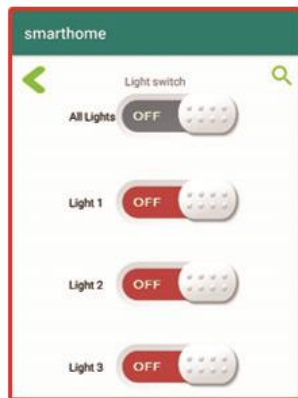 smarthome
Light switch
All Lights OFF
Light 1 OFF
Light 2 OFF
Light 3 OFF